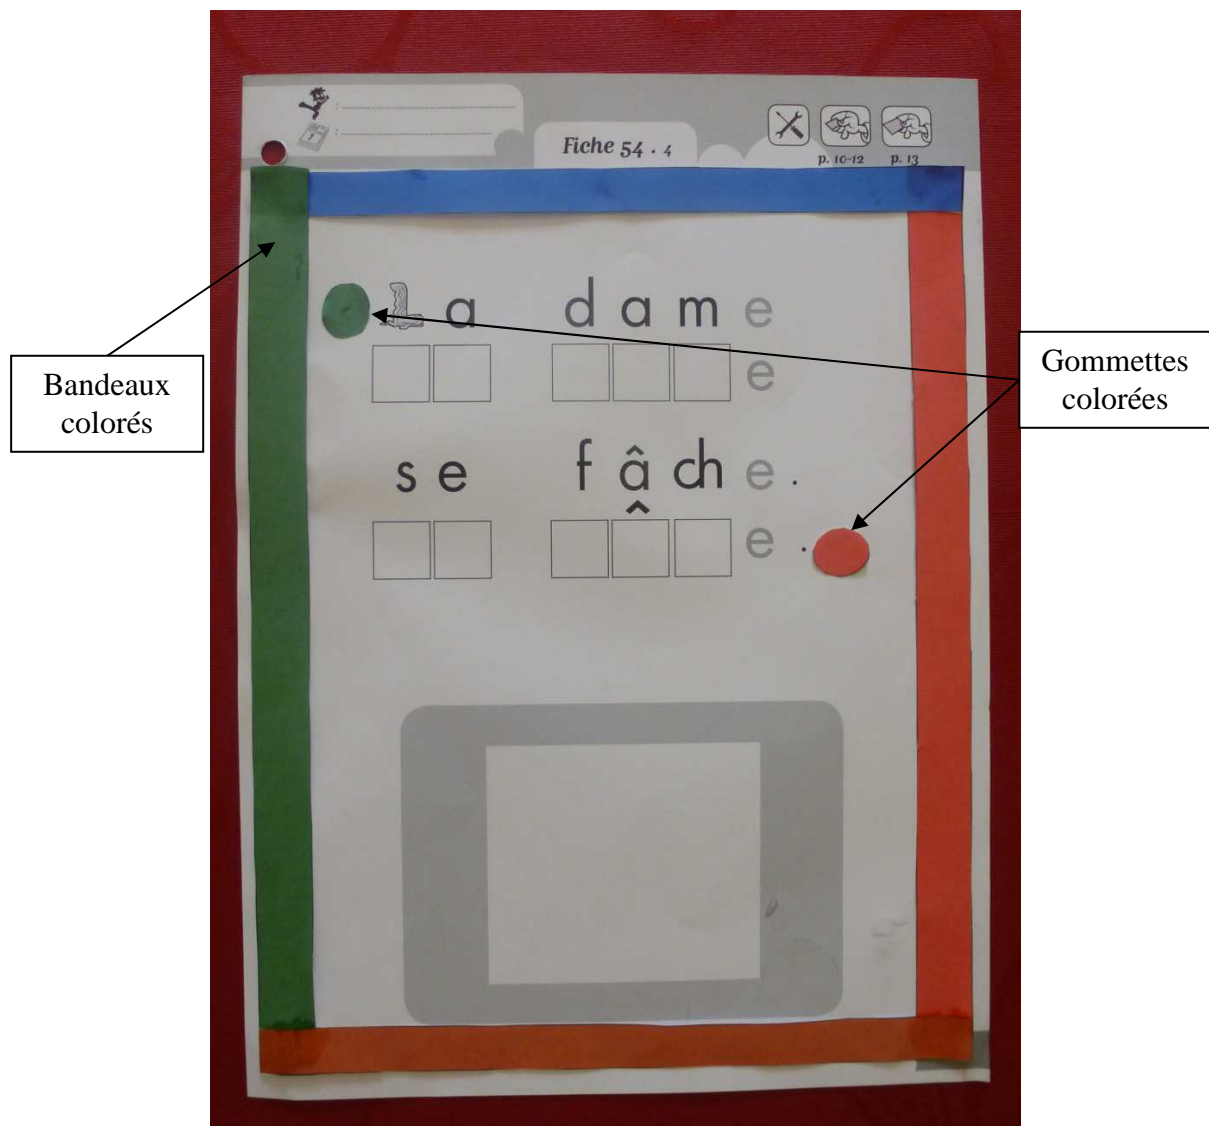 :
:
Fiche 54 . 4
p. 10-12
p. 13
La dame
e
se fâche.
e .
Bandeaux
colorés
Gommettes
colorées